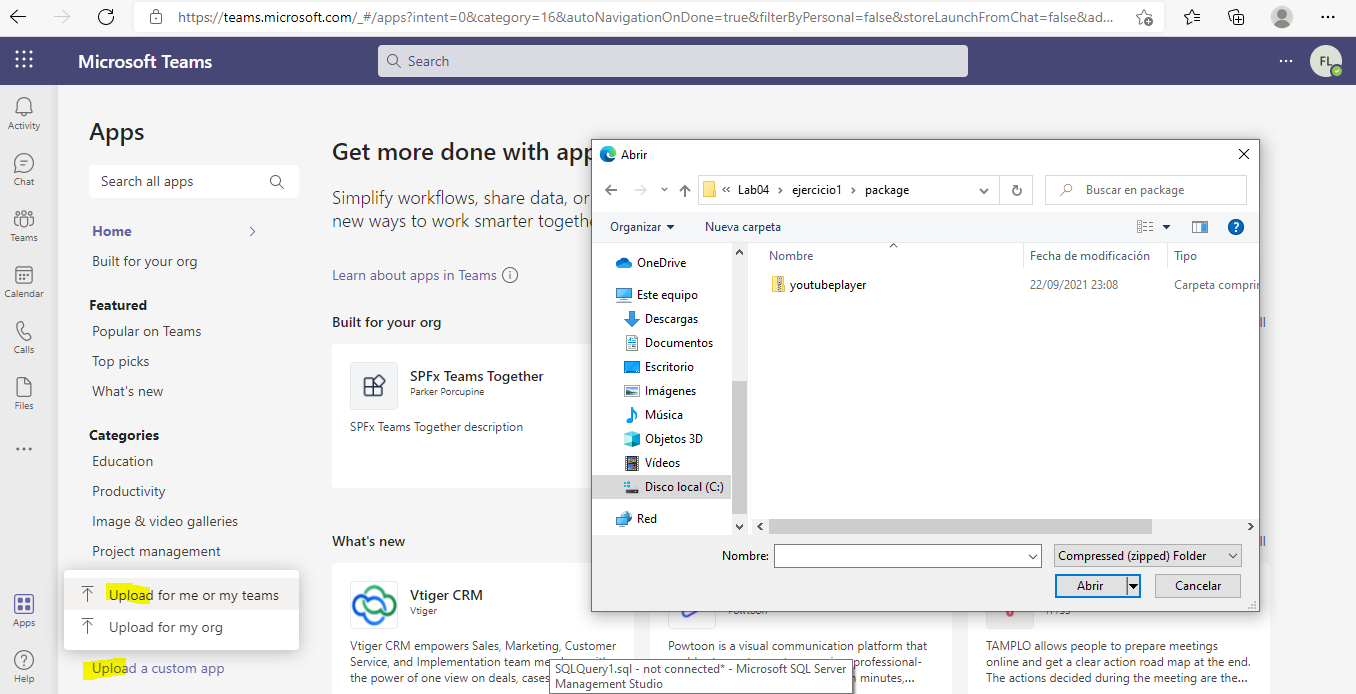 https://teams.microsoft.com/_#/apps?intent=0&category=16&autoNavigationOnDone=true&filterByPersonal=false&storeLaunchFromChat=false&ad...
Microsoft Teams
Search
FL
Activity
Chat
Teams
Calendar
Calls
Files
Apps
Help
Apps
Search all apps
Home
Built for your org
Featured
Popular on Teams
Top picks
What's new
Categories
Education
Productivity
Image & video galleries
Project management
Upload for me or my teams
Upload for my org
Upload a custom app
Get more done with app
Simplify workflows, share data, or
new ways to work smarter togethe
Learn about apps in Teams
Built for your org
SPFx Teams Together
Parker Porcupine
SPFx Teams Together description
What's new
Vtiger CRM
Vtiger
Vtiger CRM empowers Sales, Marketing, Customer
Service, and Implementation team
the power of one view on deals, cases
Powtoon is a visual communication platform that
professional-
minutes,...
TAMPLO allows people to prepare meetings
online and get a clear action road map at the end.
The actions decided during the meeting are the...
SQLQuery1.sql - not connected* - Microsoft SQL Server
Management Studio
Abrir
« Lab04 › ejercicio1 › package
Buscar en package
Organizar
Nueva carpeta
OneDrive
Este equipo
Descargas
Documentos
Escritorio
Imágenes
Música
Objetos 3D
Vídeos
Disco local (C:)
Red
Nombre
Fecha de modificación
Tipo
youtubeplayer
22/09/2021 23:08
Carpeta comprir
Nombre:
Compressed (zipped) Folder
Abrir
Cancelar